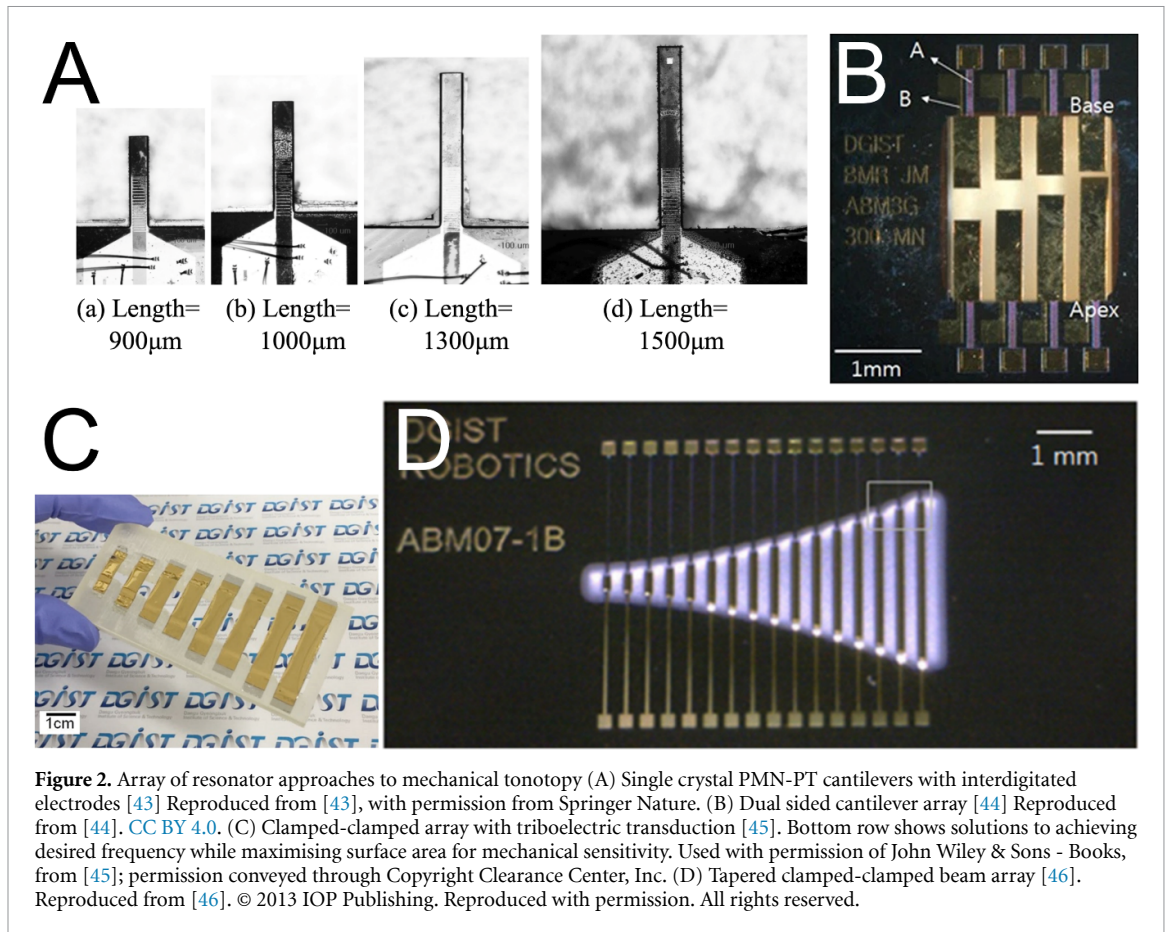 A
(a) Length=
900μm
(b) Length=
1000μm
(c) Length=
1300μm
(d) Length=
1500μm
B
A
B
Base
DGIST
BMR JM
ABM3G
300 MN
Apex
1mm
C
DGIST DGIST DGIST
1cm
D
DGIST
ROBOTICS
ABM07-1B
1 mm
Figure 2. Array of resonator approaches to mechanical tonotopy (A) Single crystal PMN-PT cantilevers with interdigitated
electrodes [43] Reproduced from [43], with permission from Springer Nature. (B) Dual sided cantilever array [44] Reproduced
from [44]. CC BY 4.0. (C) Clamped-clamped array with triboelectric transduction [45]. Bottom row shows solutions to achieving
desired frequency while maximising surface area for mechanical sensitivity. Used with permission of John Wiley & Sons - Books,
from [45]; permission conveyed through Copyright Clearance Center, Inc. (D) Tapered clamped-clamped beam array [46].
Reproduced from [46]. © 2013 IOP Publishing. Reproduced with permission. All rights reserved.